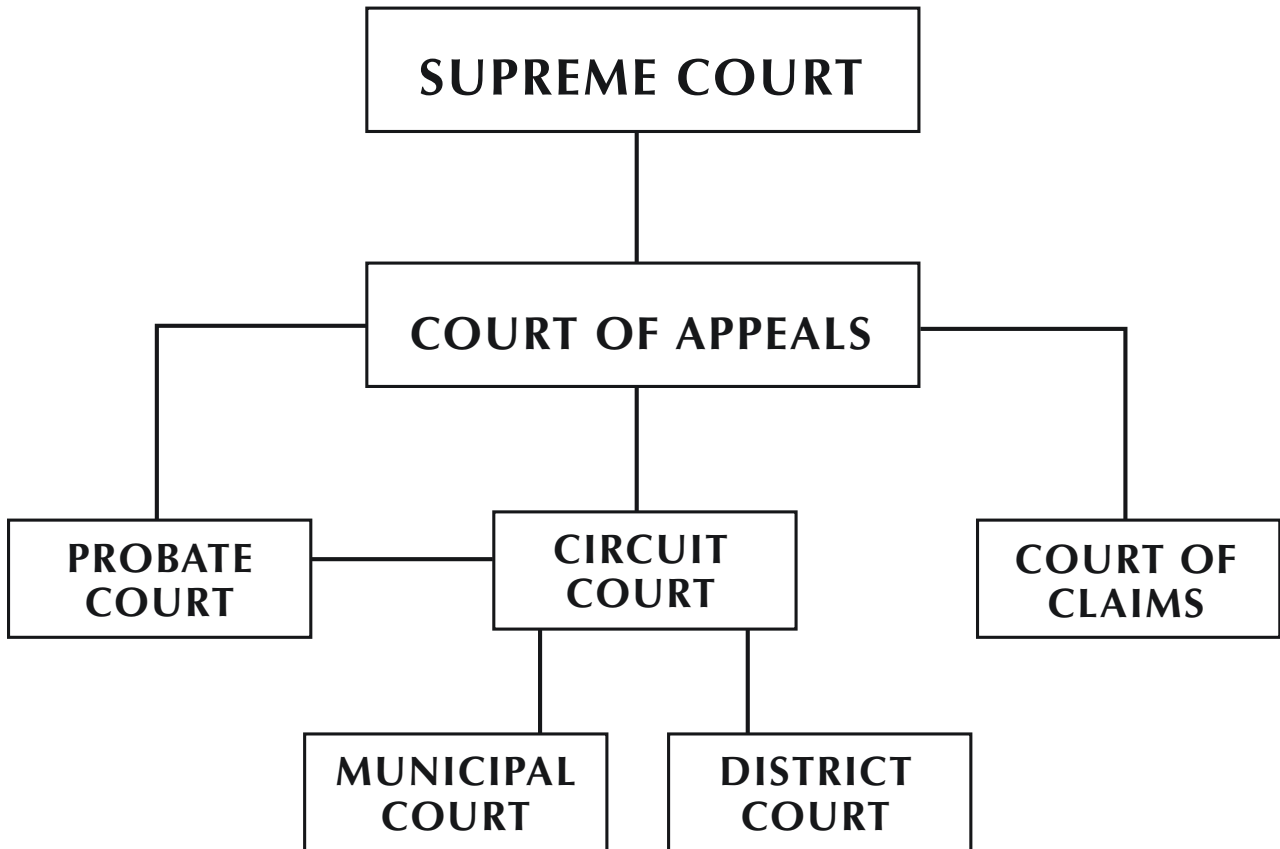 SUPREME COURT
COURT OF APPEALS
PROBATE
COURT
CIRCUIT
COURT
COURT OF
CLAIMS
MUNICIPAL
COURT
DISTRICT
COURT